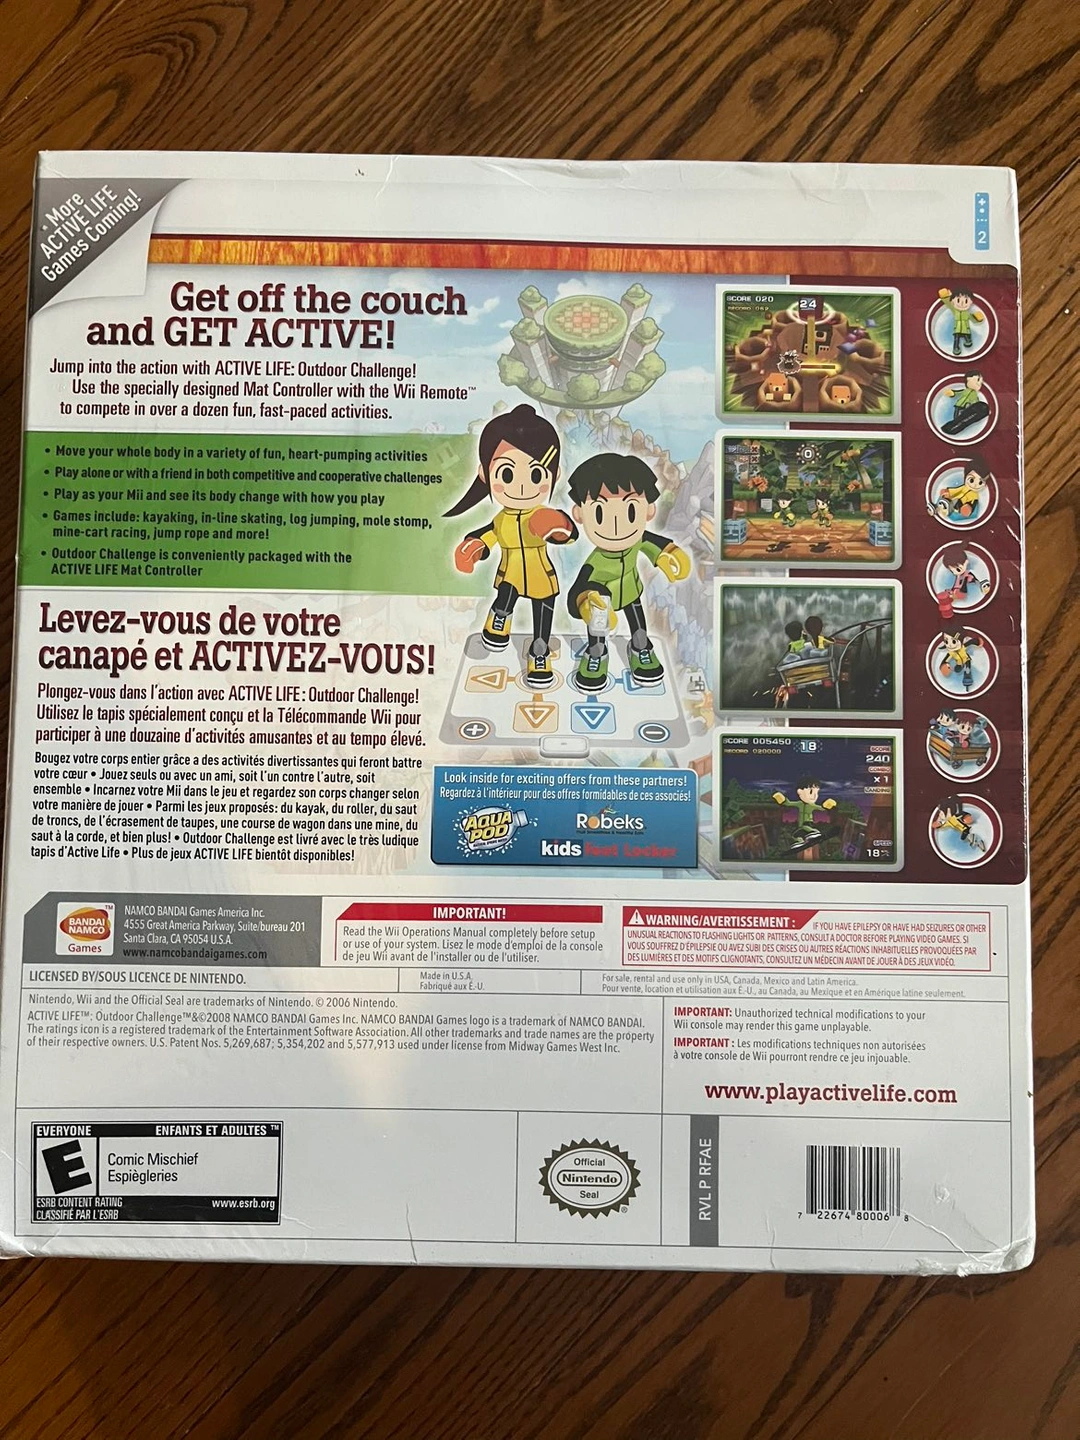 * More
ACTIVE LIFE
Games Coming!
2
Get off the couch
and GET ACTIVE!
Jump into the action with ACTIVE LIFE: Outdoor Challenge!
Use the specially designed Mat Controller with the Wii Remote™
to compete in over a dozen fun, fast-paced activities.
• Move your whole body in a variety of fun, heart-pumping activities
• Play alone or with a friend in both competitive and cooperative challenges
• Play as your Mii and see its body change with how you play
• Games include: kayaking, in-line skating, log jumping, mole stomp,
mine-cart racing, jump rope and more!
• Outdoor Challenge is conveniently packaged with the
ACTIVE LIFE Mat Controller
SCORE 020
24
0
SCORE 005450
18
RECORD 020000
SCORE
240
COMBO
x 1
LANDING
SPEED
18
Levez-vous de votre
canapé et ACTIVEZ-VOUS!
Plongez-vous dans l'action avec ACTIVE LIFE : Outdoor Challenge!
Utilisez le tapis spécialement conçu et la Télécommande Wii pour
participer à une douzaine d'activités amusantes et au tempo élevé.
Bougez votre corps entier grâce a des activités divertissantes qui feront battre
votre cœur • Jouez seuls ou avec un ami, soit l'un contre l'autre, soit
ensemble • Incarnez votre Mii dans le jeu et regardez son corps changer selon
votre manière de jouer • Parmi les jeux proposés: du kayak, du roller, du saut
de troncs, de l'écrasement de taupes, une course de wagon dans une mine, du
saut à la corde, et bien plus! • Outdoor Challenge est livré avec le très ludique
tapis d'Active Life • Plus de jeux ACTIVE LIFE bientôt disponibles!
Look inside for exciting offers from these partners!
Regardez à l'intérieur pour des offres formidables de ces associés!
AQUA
POD
Robeks
kids Foot Locker
BANDAI
NAMCO
Games
NAMCO BANDAI Games America Inc.
4555 Great America Parkway, Suite/bureau 201
Santa Clara, CA 95054 U.S.A.
www.namcobandaigames.com
IMPORTANT!
Read the Wii Operations Manual completely before setup
or use of your system. Lisez le mode d'emploi de la console
de jeu Wii avant de l'installer ou de l'utiliser.
WARNING/AVERTISSEMENT : IF YOU HAVE EPILEPSY OR HAVE HAD SEIZURES OR OTHER
UNUSUAL REACTIONS TO FLASHING LIGHTS OR PATTERNS, CONSULT A DOCTOR BEFORE PLAYING VIDEO GAMES. SI
VOUS SOUFFREZ D'ÉPILEPSIE OU AVEZ SUBI DES CRISES OU AUTRES RÉACTIONS INHABITUELLES PROVOQUÉES PAR
DES LUMIÈRES ET DES MOTIFS CLIGNOTANTS, CONSULTEZ UN MÉDECIN AVANT DE JOUER À DES JEUX VIDÉO.
LICENSED BY/SOUS LICENCE DE NINTENDO.
Made in U.S.A.
Fabriqué aux É.-U.
For sale, rental and use only in USA, Canada, Mexico and Latin America.
Pour vente, location et utilisation aux É.-U., au Canada, au Mexique et en Amérique latine seulement.
Nintendo, Wii and the Official Seal are trademarks of Nintendo. © 2006 Nintendo.
ACTIVE LIFE™: Outdoor Challenge™&©2008 NAMCO BANDAI Games Inc. NAMCO BANDAI Games logo is a trademark of NAMCO BANDAI.
The ratings icon is a registered trademark of the Entertainment Software Association. All other trademarks and trade names are the property
of their respective owners. U.S. Patent Nos. 5,269,687; 5,354,202 and 5,577,913 used under license from Midway Games West Inc.
IMPORTANT: Unauthorized technical modifications to your
Wii console may render this game unplayable.
IMPORTANT : Les modifications techniques non autorisées
à votre console de Wii pourront rendre ce jeu injouable.
www.playactivelife.com
EVERYONE ENFANTS ET ADULTES ™
E
Comic Mischief
Espiègleries
ESRB CONTENT RATING www.esrb.org
CLASSIFIÉ PAR L'ESRB
Official
Nintendo
Seal
®
RVL P RFAE
7 22674 80006 8